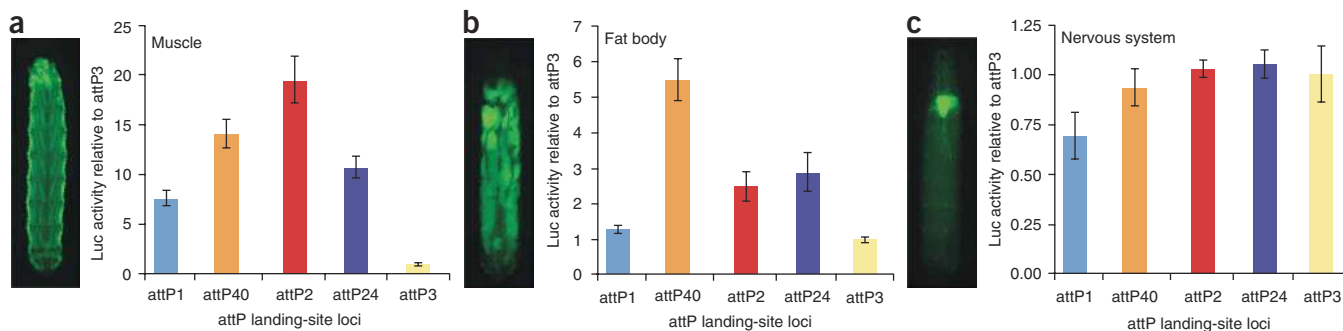 a
Luc activity relative to attP3
25
20
15
10
5
0
Muscle
attP1 attP40 attP2 attP24 attP3
attP landing-site loci
b
Luc activity relative to attP3
7
6
5
4
3
2
1
0
Fat body
attP1 attP40 attP2 attP24 attP3
attP landing-site loci
c
Luc activity relative to attP3
1.25
1.00
0.75
0.50
0.25
0.00
Nervous system
attP1 attP40 attP2 attP24 attP3
attP landing-site loci